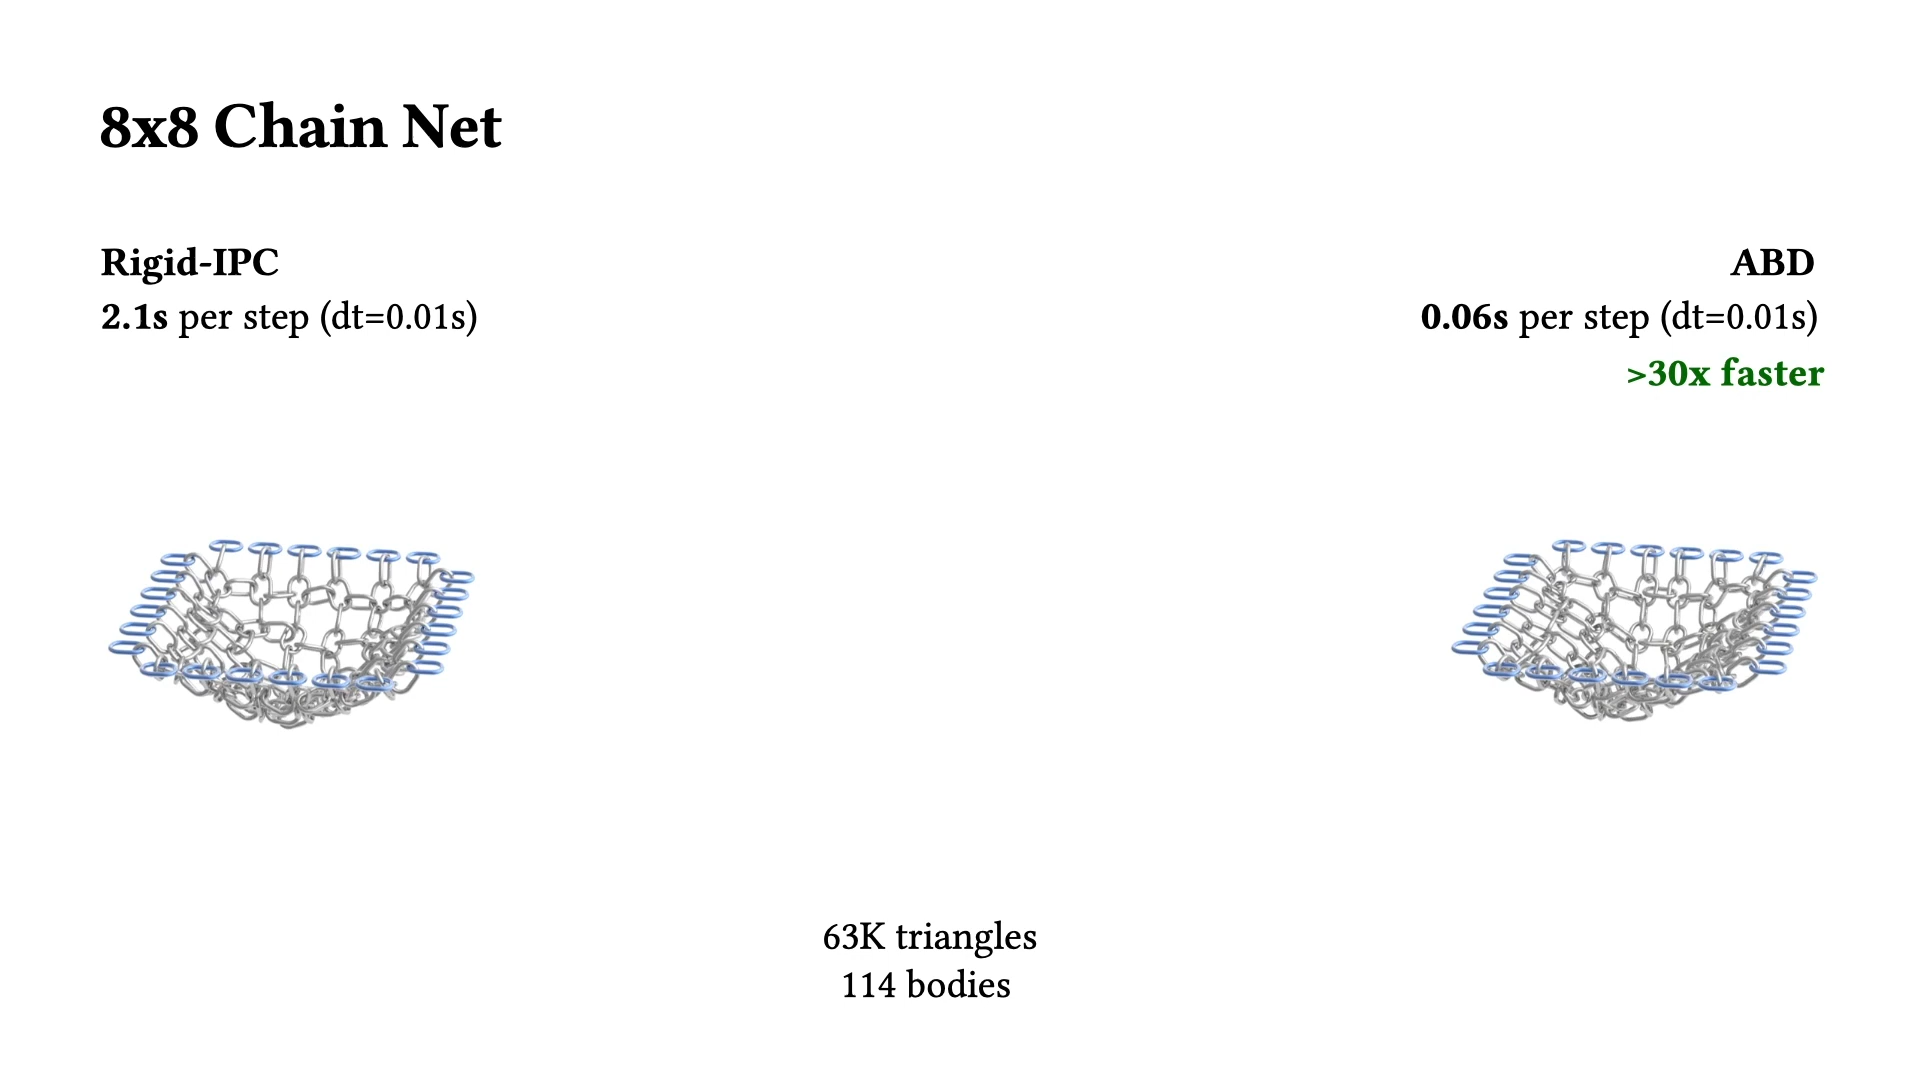 8x8 Chain Net
Rigid-IPC
2.1s per step (dt=0.01s)
ABD
0.06s per step (dt=0.01s)
>30x faster
63K triangles
114 bodies